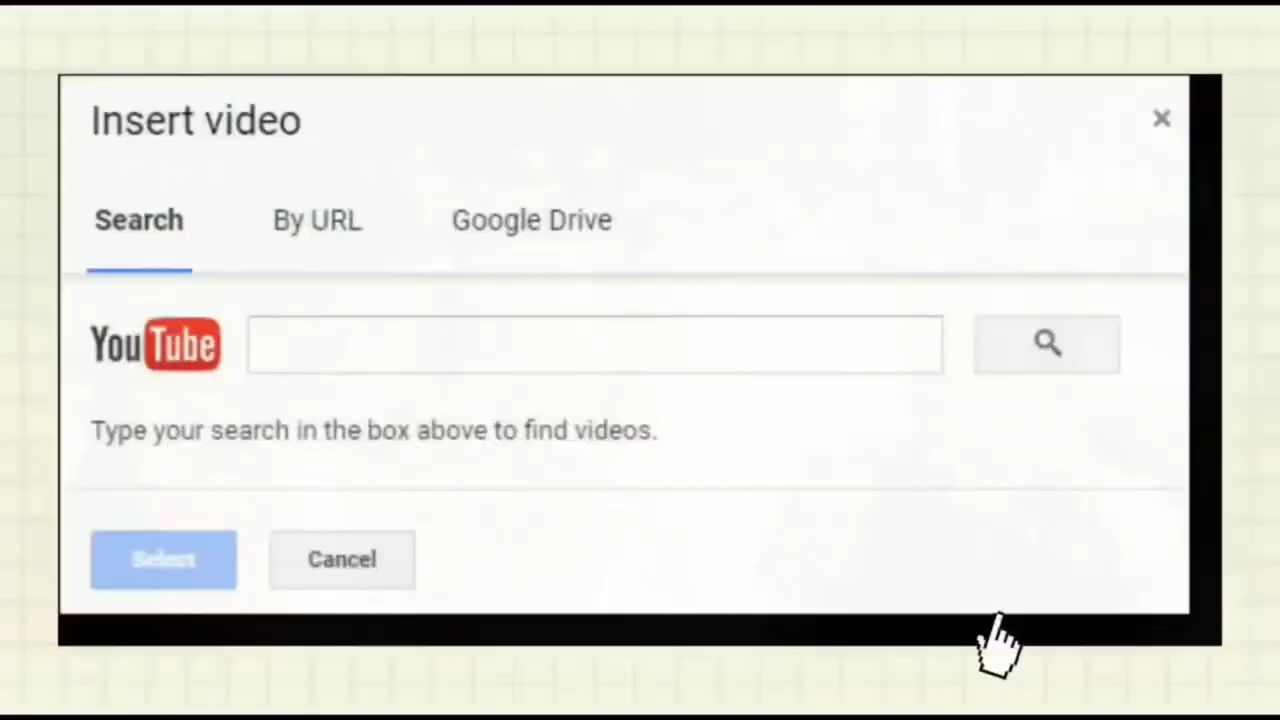 Insert video
Search By URL Google Drive
YouTube
Type your search in the box above to find videos.
Select Cancel